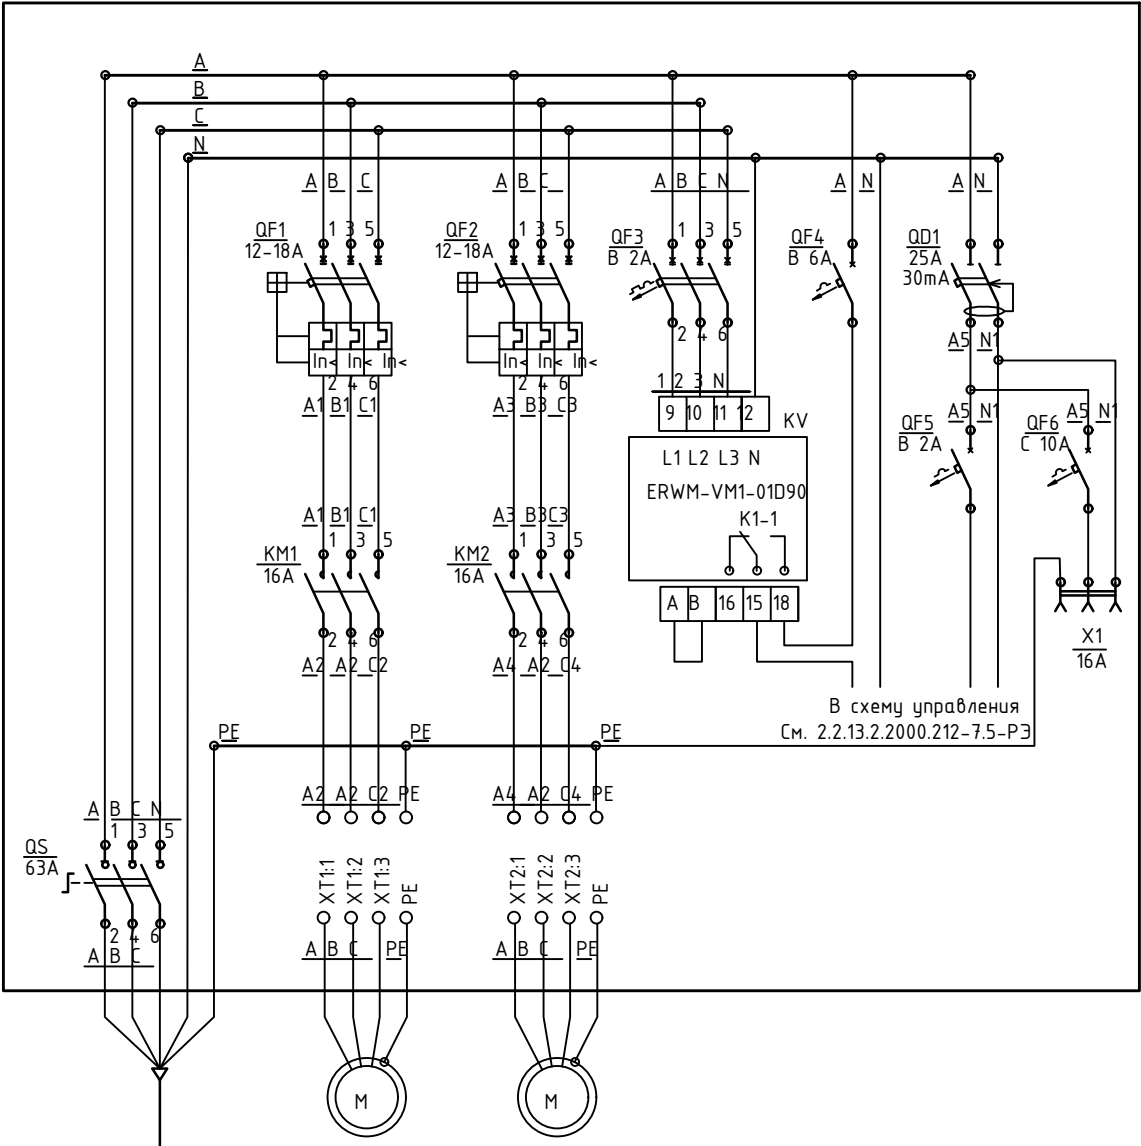 A
B
C
N
A B C
A B C
A B C N
A N
A N
QF1
12-18A
1 3 5
QF2
12-18A
1 3 5
QF3
B 2A
1 3 5
QF4
B 6A
QD1
25A
30mA
In< In< In<
2 4 6
In< In< In<
2 4 6
2 4 6
A5 N1
A1 B1 C1
A3 B3 C3
1 2 3 N
9 10 11 12
KV
QF5
B 2A
A5 N1
QF6
C 10A
A5 N1
L1 L2 L3 N
ERWM-VM1-01D90
K1-1
A1 B1 C1
1 3 5
A3 B3 C3
1 3 5
KM1
16A
KM2
16A
A B 16 15 18
2 4 6
2 4 6
A2 A2 C2
A4 A2 C4
X1
16A
В схему управления
См. 2.2.13.2.2000.212-7.5-РЭ
PE
PE
PE
A2 A2 C2 PE
A4 A2 C4 PE
A B C N
1 3 5
QS
63A
2 4 6
A B C
XT1:1
XT1:2
XT1:3
PE
XT2:1
XT2:2
XT2:3
PE
A B C PE
A B C PE
M
M